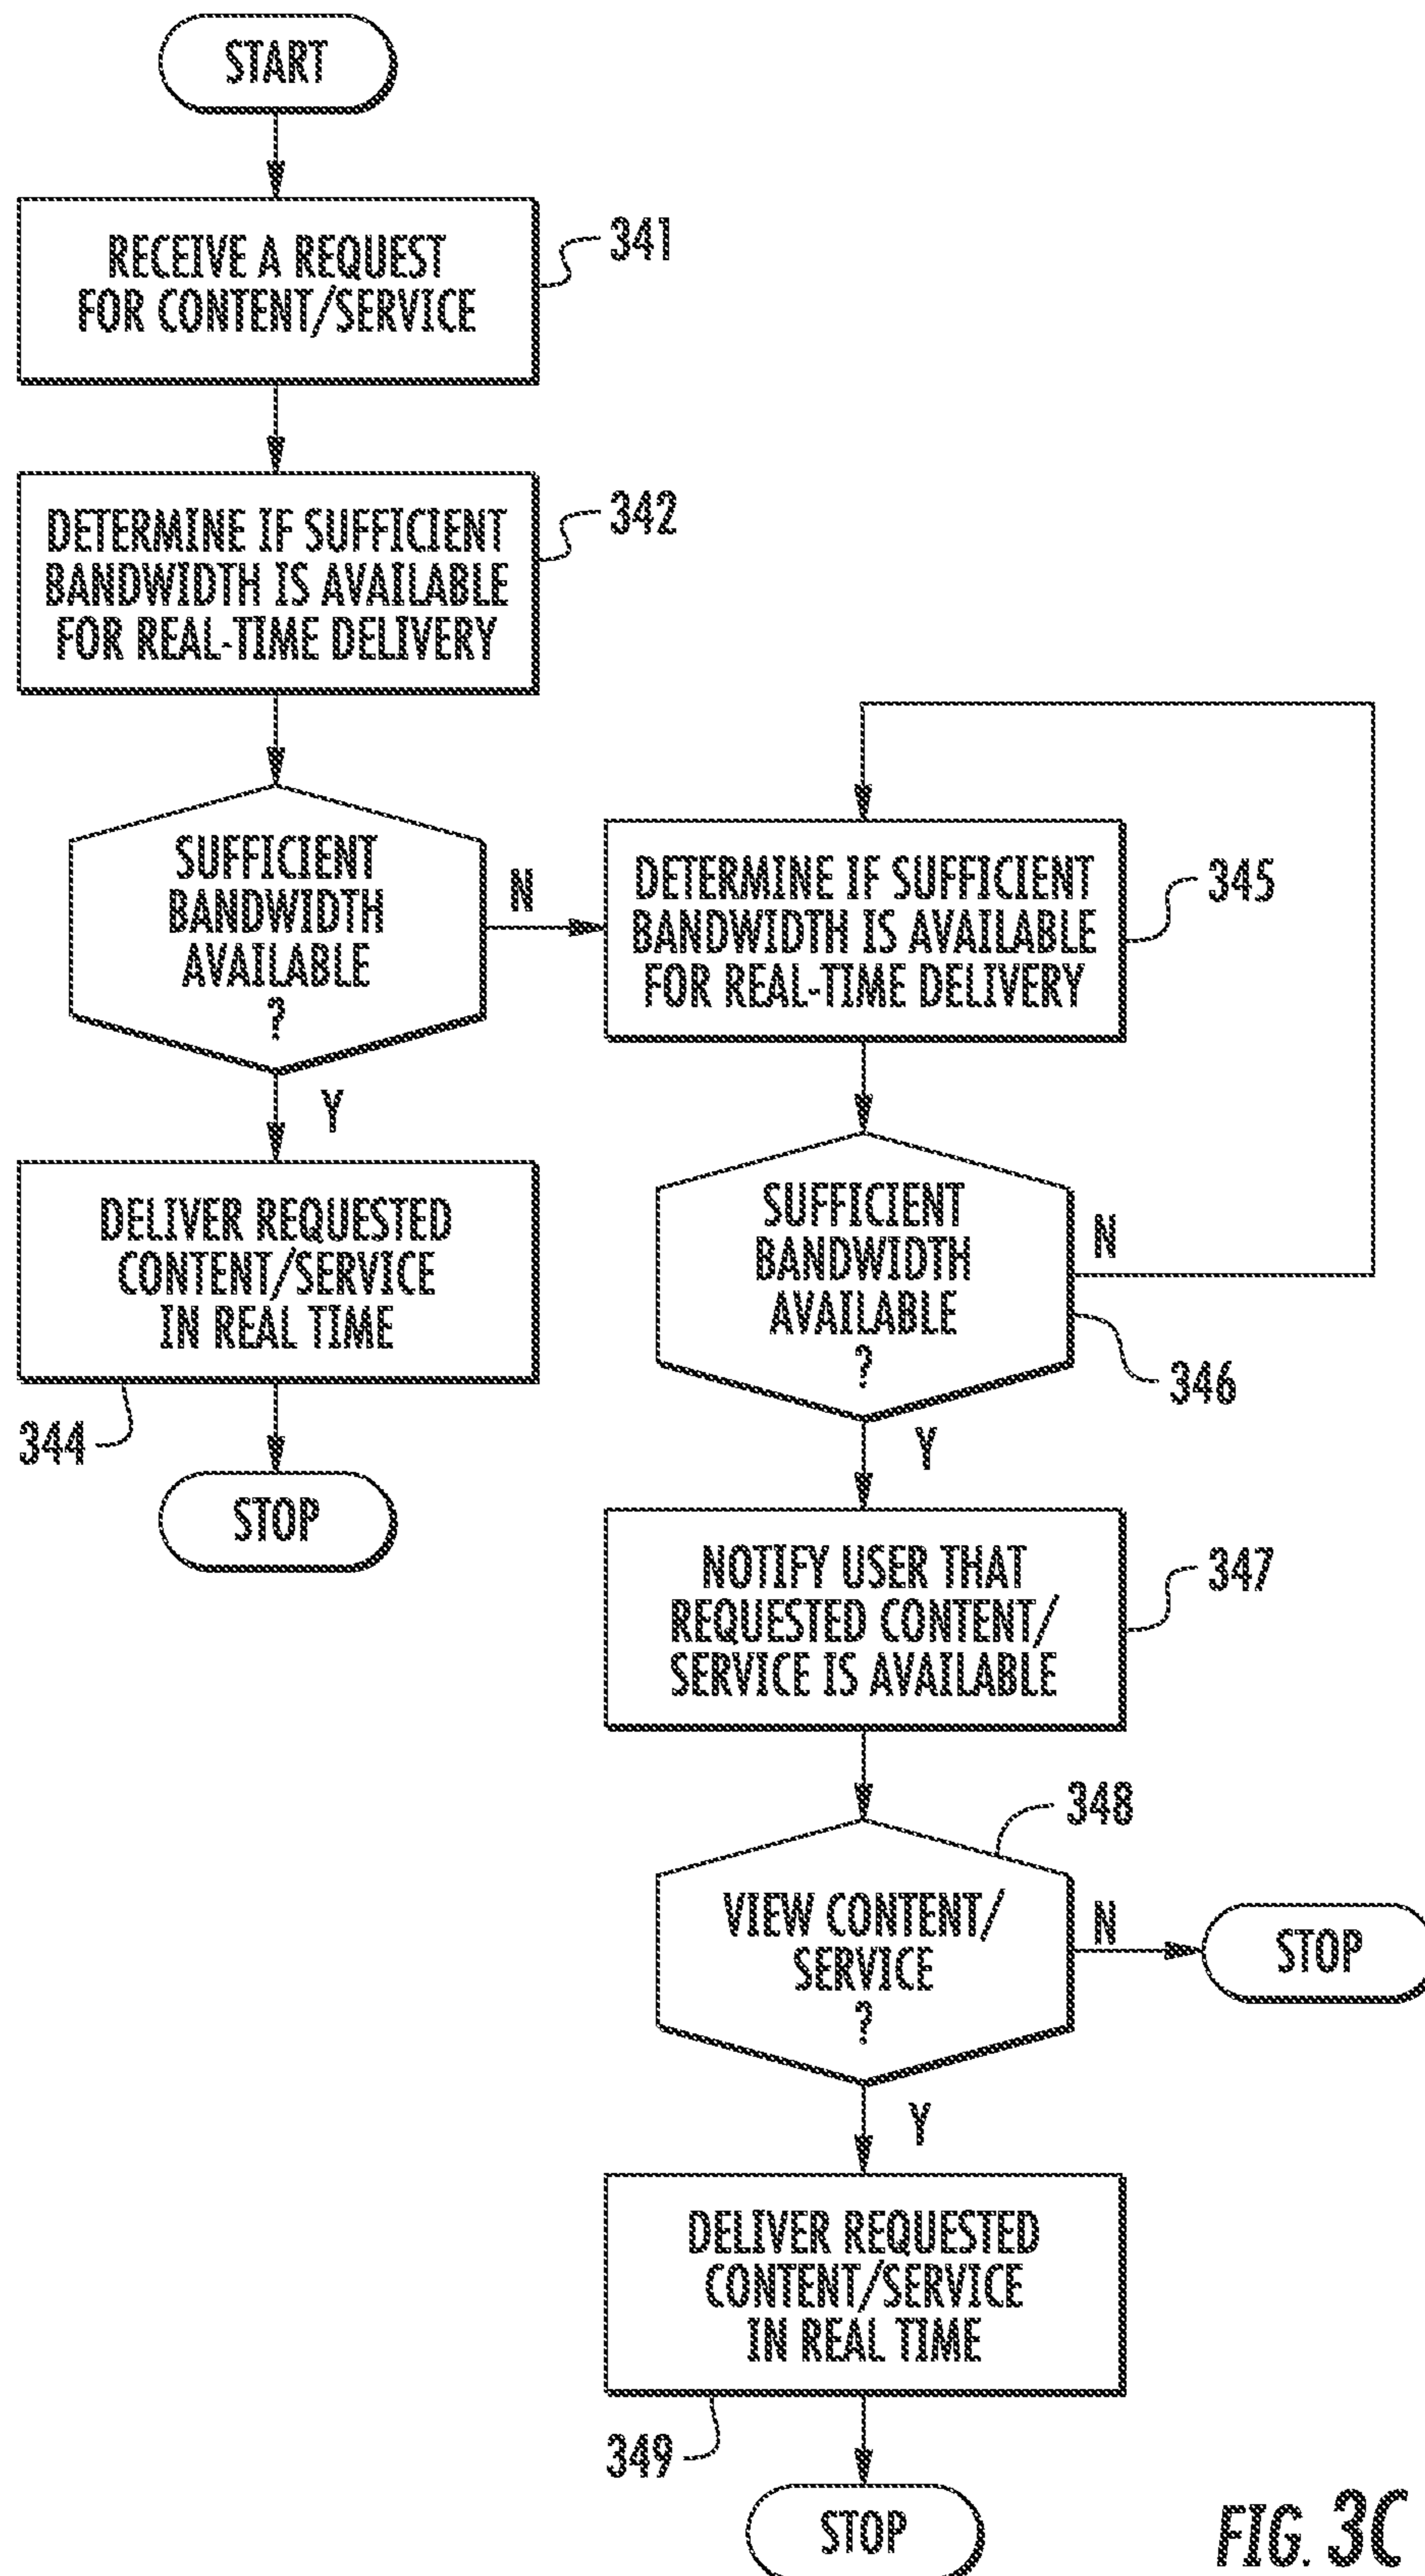 START
RECEIVE A REQUEST
FOR CONTENT/SERVICE
341
DETERMINE IF SUFFICIENT
BANDWIDTH IS AVAILABLE
FOR REAL-TIME DELIVERY
342
SUFFICIENT
BANDWIDTH
AVAILABLE
?
N
Y
DELIVER REQUESTED
CONTENT/SERVICE
IN REAL TIME
344
STOP
DETERMINE IF SUFFICIENT
BANDWIDTH IS AVAILABLE
FOR REAL-TIME DELIVERY
345
SUFFICIENT
BANDWIDTH
AVAILABLE
?
N
346
Y
NOTIFY USER THAT
REQUESTED CONTENT/
SERVICE IS AVAILABLE
347
348
VIEW CONTENT/
SERVICE
?
N
STOP
Y
DELIVER REQUESTED
CONTENT/SERVICE
IN REAL TIME
349
STOP
FIG. 3C